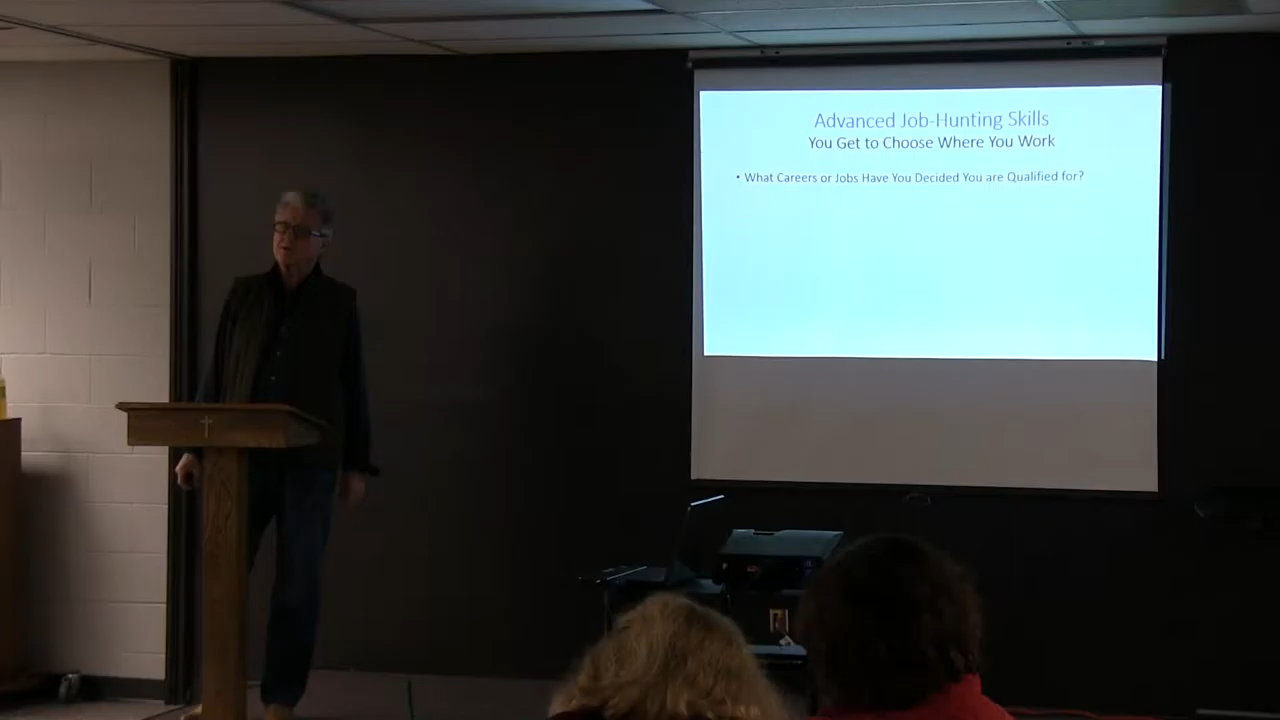 Advanced Job-Hunting Skills
You Get to Choose Where You Work
• What Careers or Jobs Have You Decided You are Qualified for?